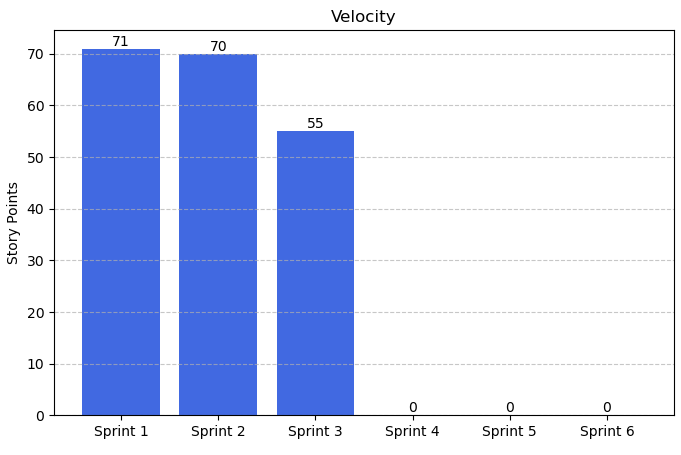 Velocity
71
70
55
0
0
0
70
60
50
40
30
20
10
0
Story Points
Sprint 1
Sprint 2
Sprint 3
Sprint 4
Sprint 5
Sprint 6